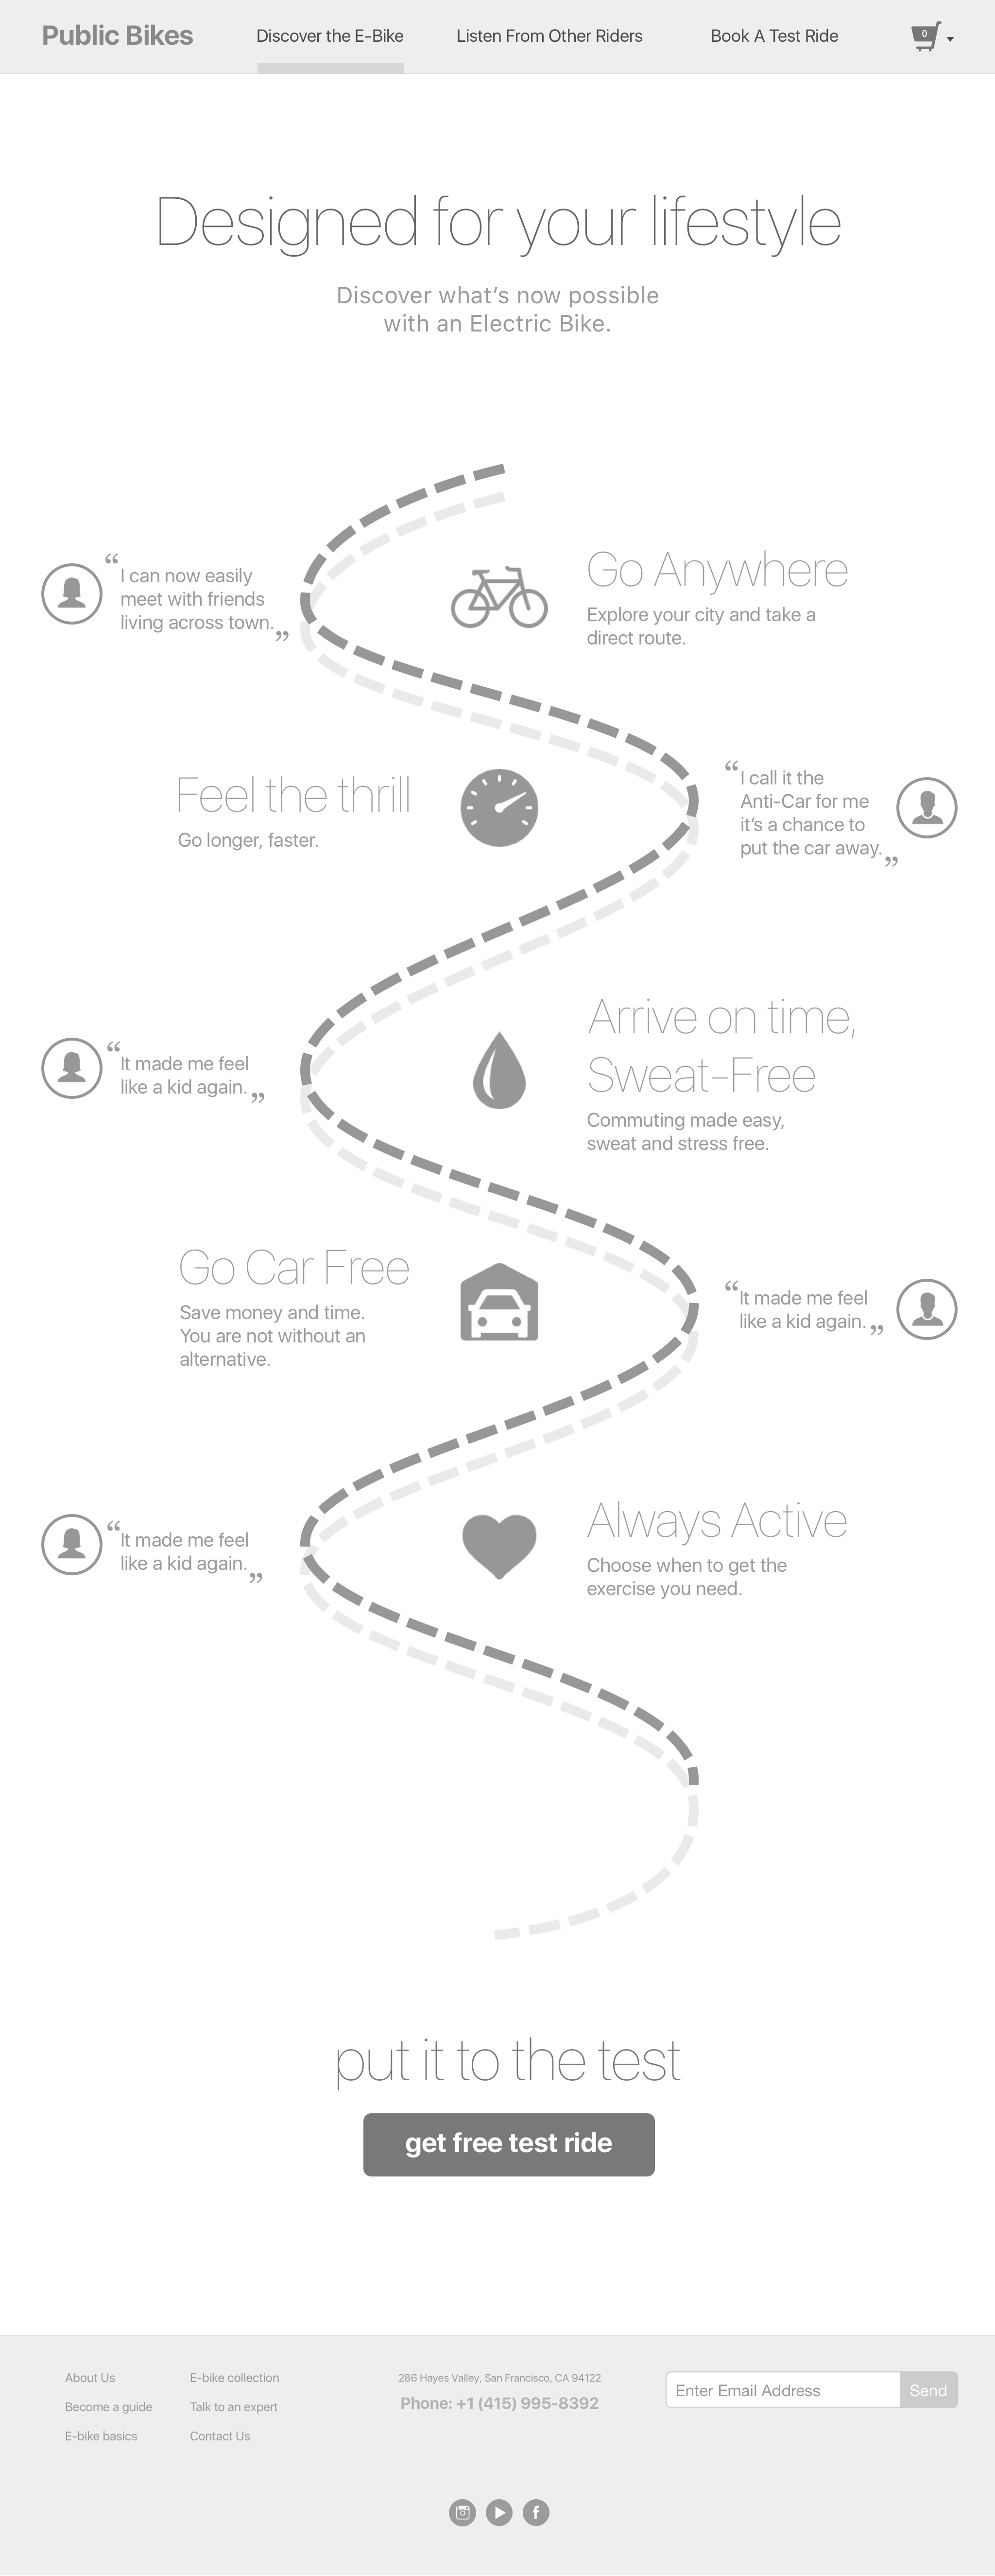 Public Bikes
Discover the E-Bike
Listen From Other Riders
Book A Test Ride
0
Designed for your lifestyle
Discover what’s now possible
with an Electric Bike.
“I can now easily
meet with friends
living across town.”
Go Anywhere
Explore your city and take a
direct route.
Feel the thrill
Go longer, faster.
“I call it the
Anti-Car for me
it’s a chance to
put the car away.”
“It made me feel
like a kid again.”
Arrive on time,
Sweat-Free
Commuting made easy,
sweat and stress free.
Go Car Free
Save money and time.
You are not without an
alternative.
“It made me feel
like a kid again.”
“It made me feel
like a kid again.”
Always Active
Choose when to get the
exercise you need.
put it to the test
get free test ride
About Us
Become a guide
E-bike basics
E-bike collection
Talk to an expert
Contact Us
286 Hayes Valley, San Francisco, CA 94122
Phone: +1 (415) 995-8392
Enter Email Address
Send
f